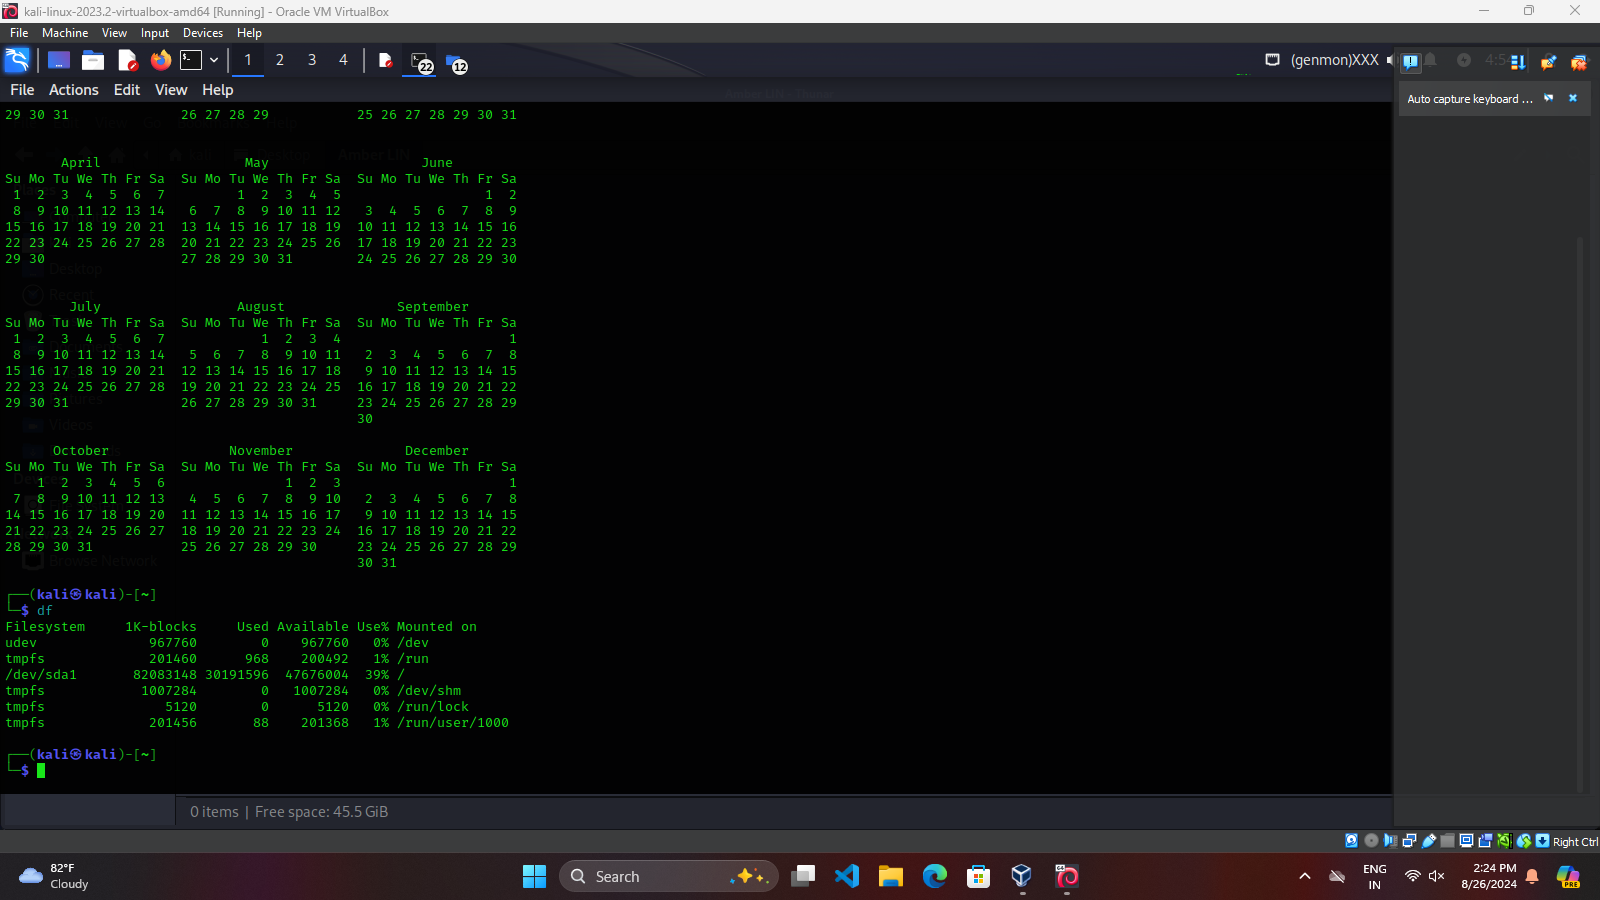 kali-linux-2023.2-virtualbox-amd64 [Running] - Oracle VM VirtualBox
File Machine View Input Devices Help
1 2 3 4 22 12 (genmon)XXX 4:54
File Actions Edit View Help
Auto capture keyboard ...
29 30 31 26 27 28 29 25 26 27 28 29 30 31
April May June
Su Mo Tu We Th Fr Sa Su Mo Tu We Th Fr Sa Su Mo Tu We Th Fr Sa
1 2 3 4 5 6 7 1 2 3 4 5 1 2
8 9 10 11 12 13 14 6 7 8 9 10 11 12 3 4 5 6 7 8 9
15 16 17 18 19 20 21 13 14 15 16 17 18 19 10 11 12 13 14 15 16
22 23 24 25 26 27 28 20 21 22 23 24 25 26 17 18 19 20 21 22 23
29 30 27 28 29 30 31 24 25 26 27 28 29 30
Desktop
Recent
July August September
Su Mo Tu We Th Fr Sa Su Mo Tu We Th Fr Sa Su Mo Tu We Th Fr Sa
1 2 3 4 5 6 7 1 2 3 4 1
8 9 10 11 12 13 14 5 6 7 8 9 10 11 2 3 4 5 6 7 8
15 16 17 18 19 20 21 12 13 14 15 16 17 18 9 10 11 12 13 14 15
22 23 24 25 26 27 28 19 20 21 22 23 24 25 16 17 18 19 20 21 22
29 30 31 26 27 28 29 30 31 23 24 25 26 27 28 29
30
Videos
October November December
Su Mo Tu We Th Fr Sa Su Mo Tu We Th Fr Sa Su Mo Tu We Th Fr Sa
1 2 3 4 5 6 1 2 3 1
7 8 9 10 11 12 13 4 5 6 7 8 9 10 2 3 4 5 6 7 8
14 15 16 17 18 19 20 11 12 13 14 15 16 17 9 10 11 12 13 14 15
21 22 23 24 25 26 27 18 19 20 21 22 23 24 16 17 18 19 20 21 22
28 29 30 31 25 26 27 28 29 30 23 24 25 26 27 28 29
30 31
Browse Network
┌──(kali㉿kali)-[~]
└─$ df
Filesystem 1K-blocks Used Available Use% Mounted on
udev 967760 0 967760 0% /dev
tmpfs 201460 968 200492 1% /run
/dev/sda1 82083148 30191596 47676004 39% /
tmpfs 1007284 0 1007284 0% /dev/shm
tmpfs 5120 0 5120 0% /run/lock
tmpfs 201456 88 201368 1% /run/user/1000
┌──(kali㉿kali)-[~]
└─$
0 items | Free space: 45.5 GiB
Right Ctrl
82°F
Cloudy
Search
ENG
IN
2:24 PM
8/26/2024
PRE